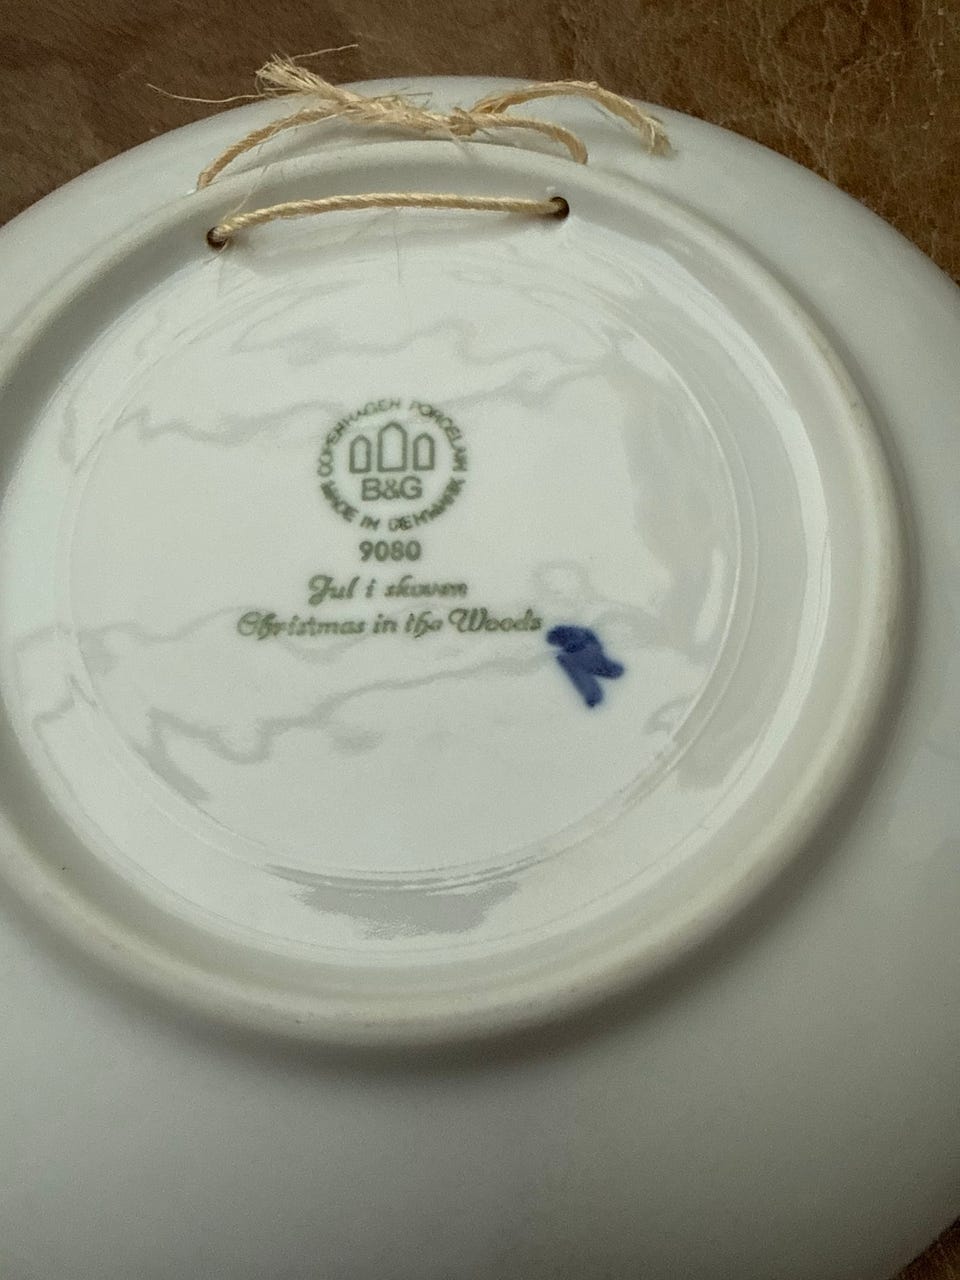 COPENHAGEN PORCELAIN
B&G
MADE IN DENMARK
9080
Jul i skoven
Christmas in the Woods